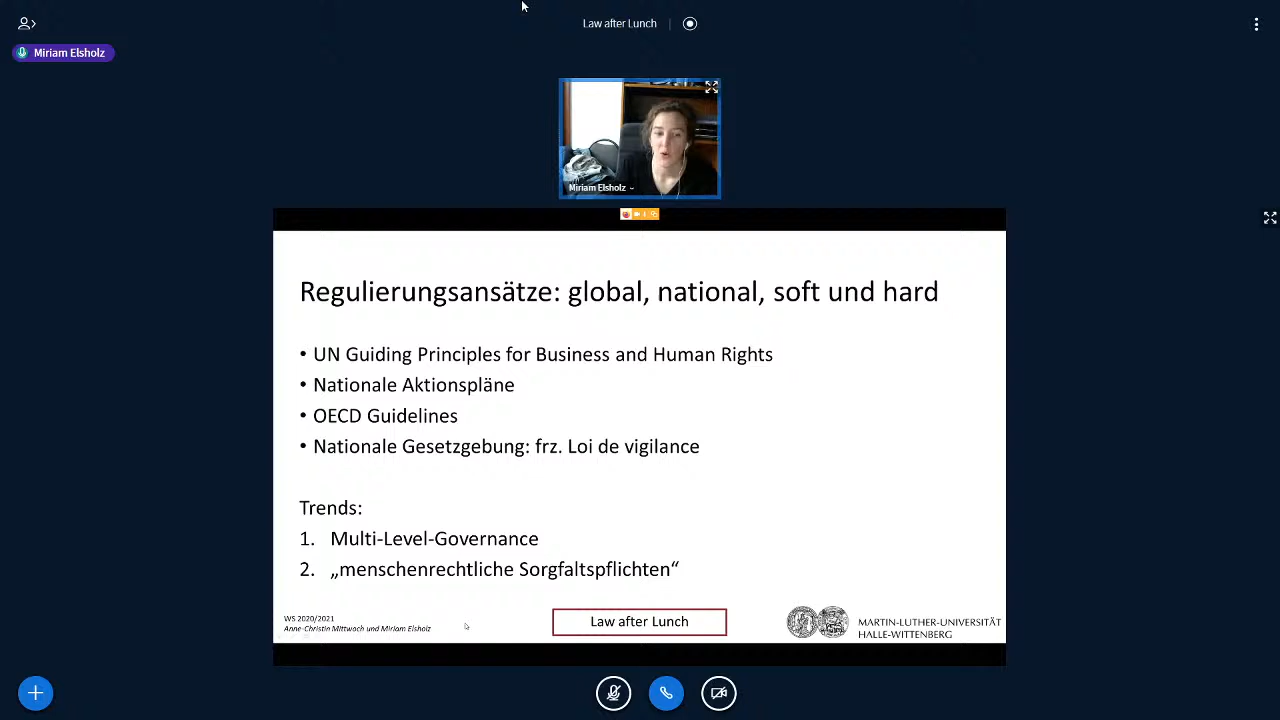 Law after Lunch
Miriam Elsholz
Miriam Elsholz
Regulierungsansätze: global, national, soft und hard
• UN Guiding Principles for Business and Human Rights
• Nationale Aktionspläne
• OECD Guidelines
• Nationale Gesetzgebung: frz. Loi de vigilance
Trends:
1. Multi-Level-Governance
2. „menschenrechtliche Sorgfaltspflichten“
WS 2020/2021
Anne-Christin Mittwoch und Miriam Elsholz
Law after Lunch
MARTIN-LUTHER-UNIVERSITÄT
HALLE-WITTENBERG